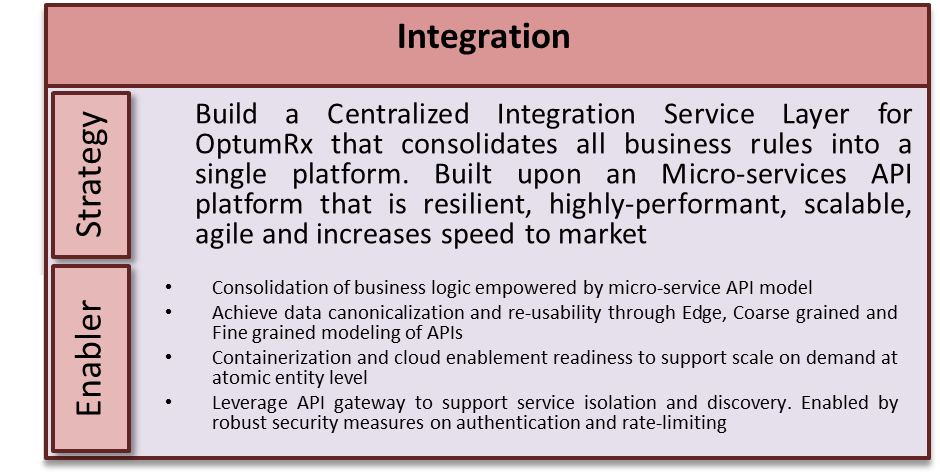 Integration
Strategy
Build a Centralized Integration Service Layer for
OptumRx that consolidates all business rules into a
single platform. Built upon an Micro-services API
platform that is resilient, highly-performant, scalable,
agile and increases speed to market
Enabler
• Consolidation of business logic empowered by micro-service API model
• Achieve data canonicalization and re-usability through Edge, Coarse grained and
Fine grained modeling of APIs
• Containerization and cloud enablement readiness to support scale on demand at
atomic entity level
• Leverage API gateway to support service isolation and discovery. Enabled by
robust security measures on authentication and rate-limiting